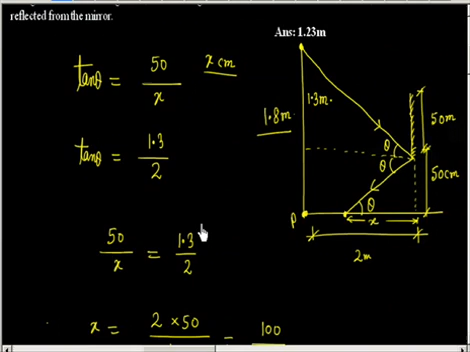 reflected from the mirror.
Ans: 1.23m
tanθ = 50/x
x cm
tanθ = 1.3/2
50/x = 1.3/2
x = 2 × 50 = 100
1.8m
1.3m.
θ
θ
θ
50m
50cm
P
x
2m